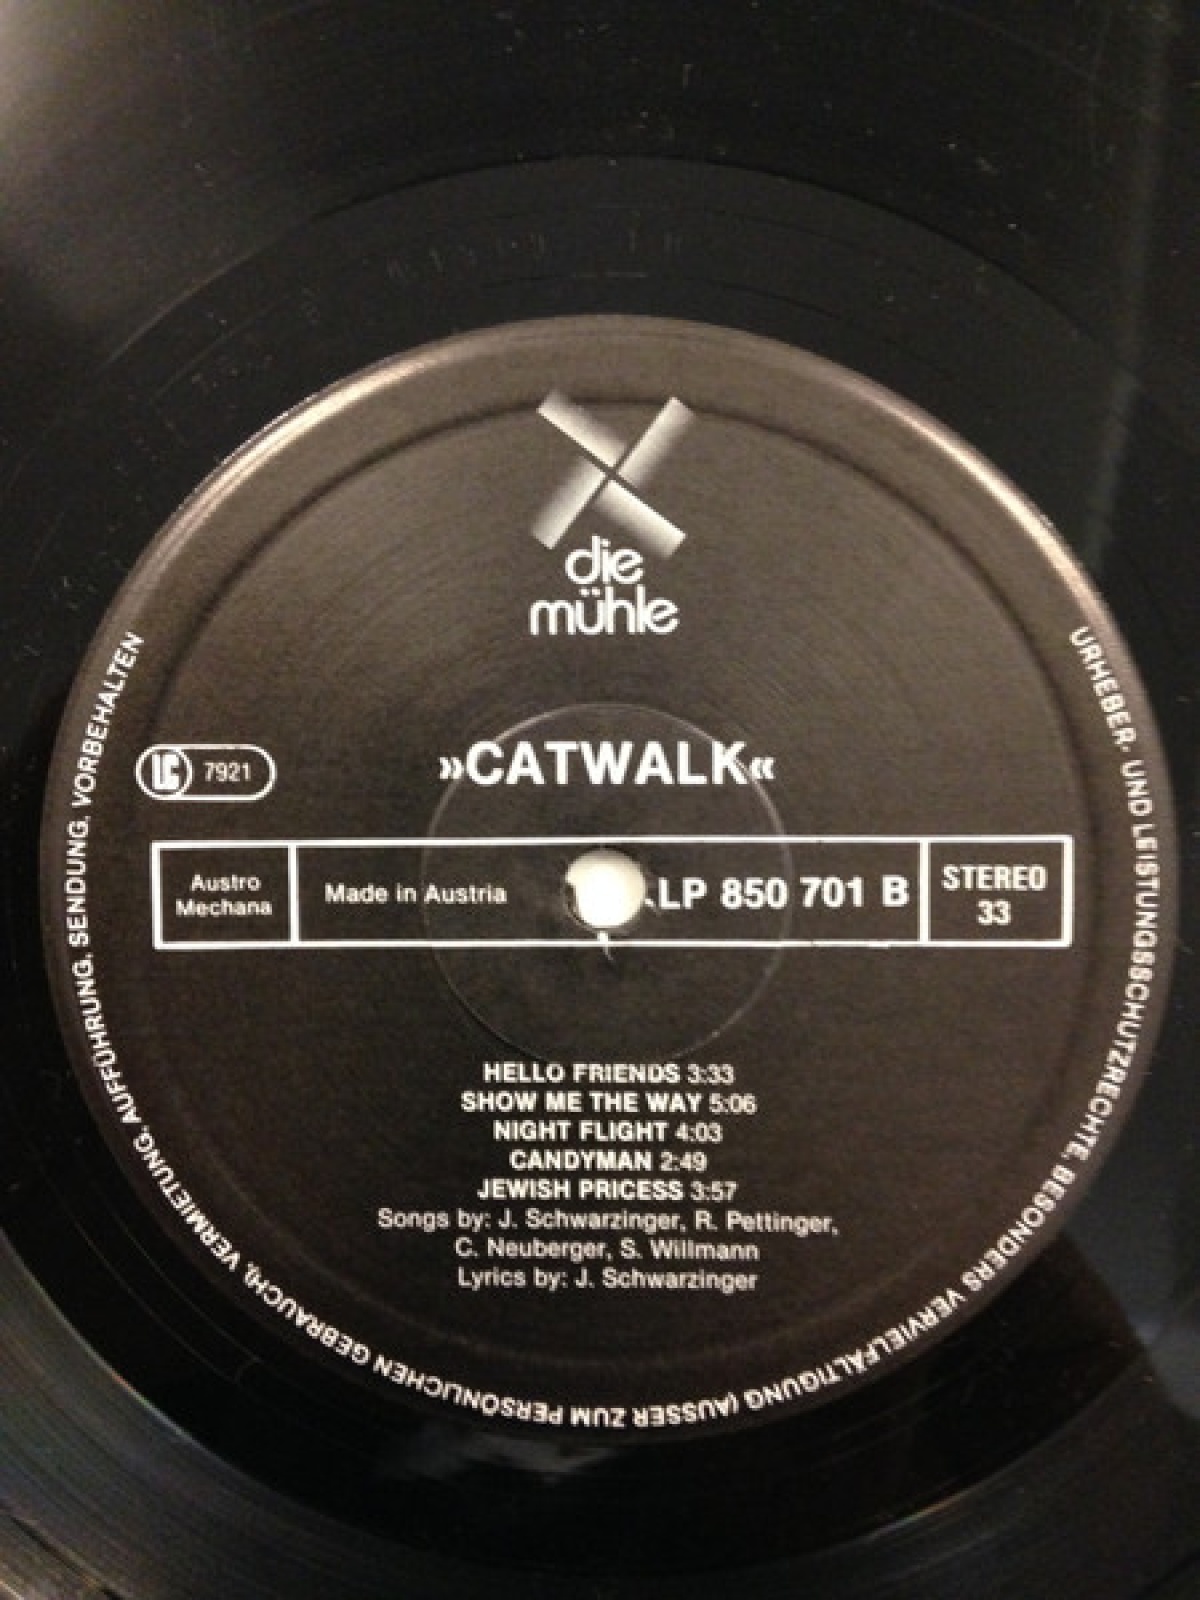 die
mühle
»CATWALK«
LC 7921
Austro
Mechana
Made in Austria
LP 850 701 B
STEREO
33
HELLO FRIENDS 3:33
SHOW ME THE WAY 5:06
NIGHT FLIGHT 4:03
CANDYMAN 2:49
JEWISH PRICESS 3:57
Songs by: J. Schwarzinger, R. Pettinger,
C. Neuberger, S. Willmann
Lyrics by: J. Schwarzinger
URHEBER- UND LEISTUNGSSCHUTZRECHTE, BESONDERS VERVIELFÄLTIGUNG (AUSSER ZUM PERSÖNLICHEN GEBRAUCH), VERMIETUNG, AUFFÜHRUNG, SENDUNG, VORBEHALTEN